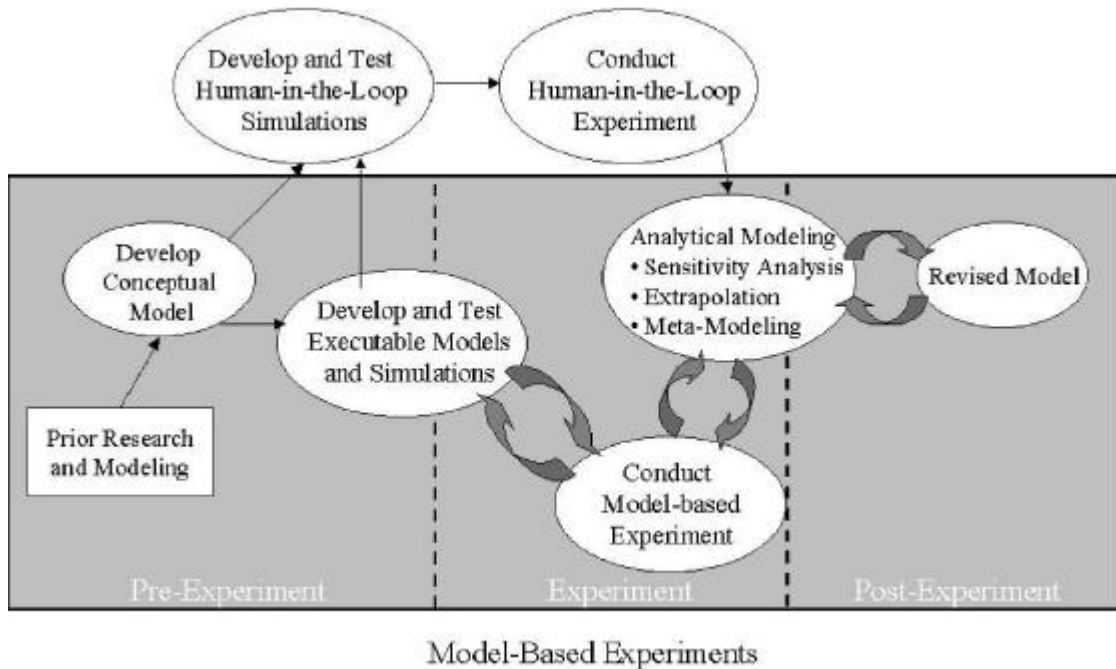 Develop and Test
Human-in-the-Loop
Simulations
Conduct
Human-in-the-Loop
Experiment
Develop
Conceptual
Model
Develop and Test
Executable Models
and Simulations
Analytical Modeling
• Sensitivity Analysis
• Extrapolation
• Meta-Modeling
Revised Model
Prior Research
and Modeling
Conduct
Model-based
Experiment
Pre-Experiment
Experiment
Post-Experiment
Model-Based Experiments